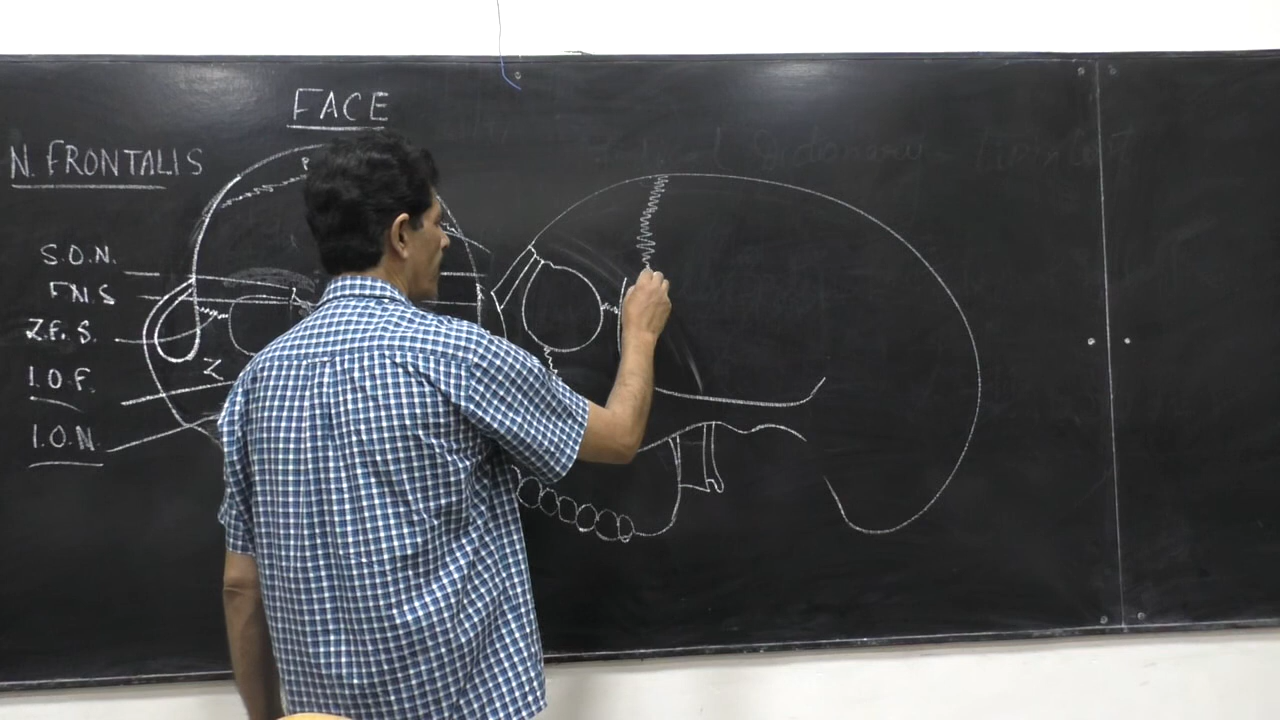 FACE
N. FRONTALIS
S.O.N.
F.N.S
Z.F.S.
I.O.F.
I.O.N.